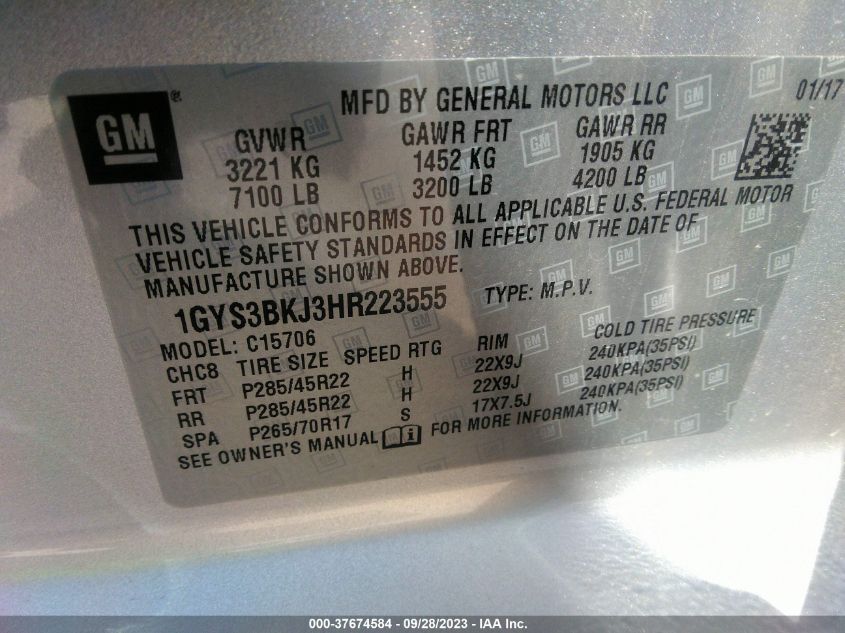 GM
MFD BY GENERAL MOTORS LLC 01/17
GVWR GAWR FRT GAWR RR
3221 KG 1452 KG 1905 KG
7100 LB 3200 LB 4200 LB
THIS VEHICLE CONFORMS TO ALL APPLICABLE U.S. FEDERAL MOTOR
VEHICLE SAFETY STANDARDS IN EFFECT ON THE DATE OF
MANUFACTURE SHOWN ABOVE.
1GYS3BKJ3HR223555 TYPE: M.P.V.
MODEL: C15706
CHC8 TIRE SIZE SPEED RTG RIM COLD TIRE PRESSURE
FRT P285/45R22 H 22X9J 240KPA(35PSI)
RR P285/45R22 H 22X9J 240KPA(35PSI)
SPA P265/70R17 S 17X7.5J 240KPA(35PSI)
SEE OWNER'S MANUAL FOR MORE INFORMATION.
000-37674584 - 09/28/2023 - IAA Inc.